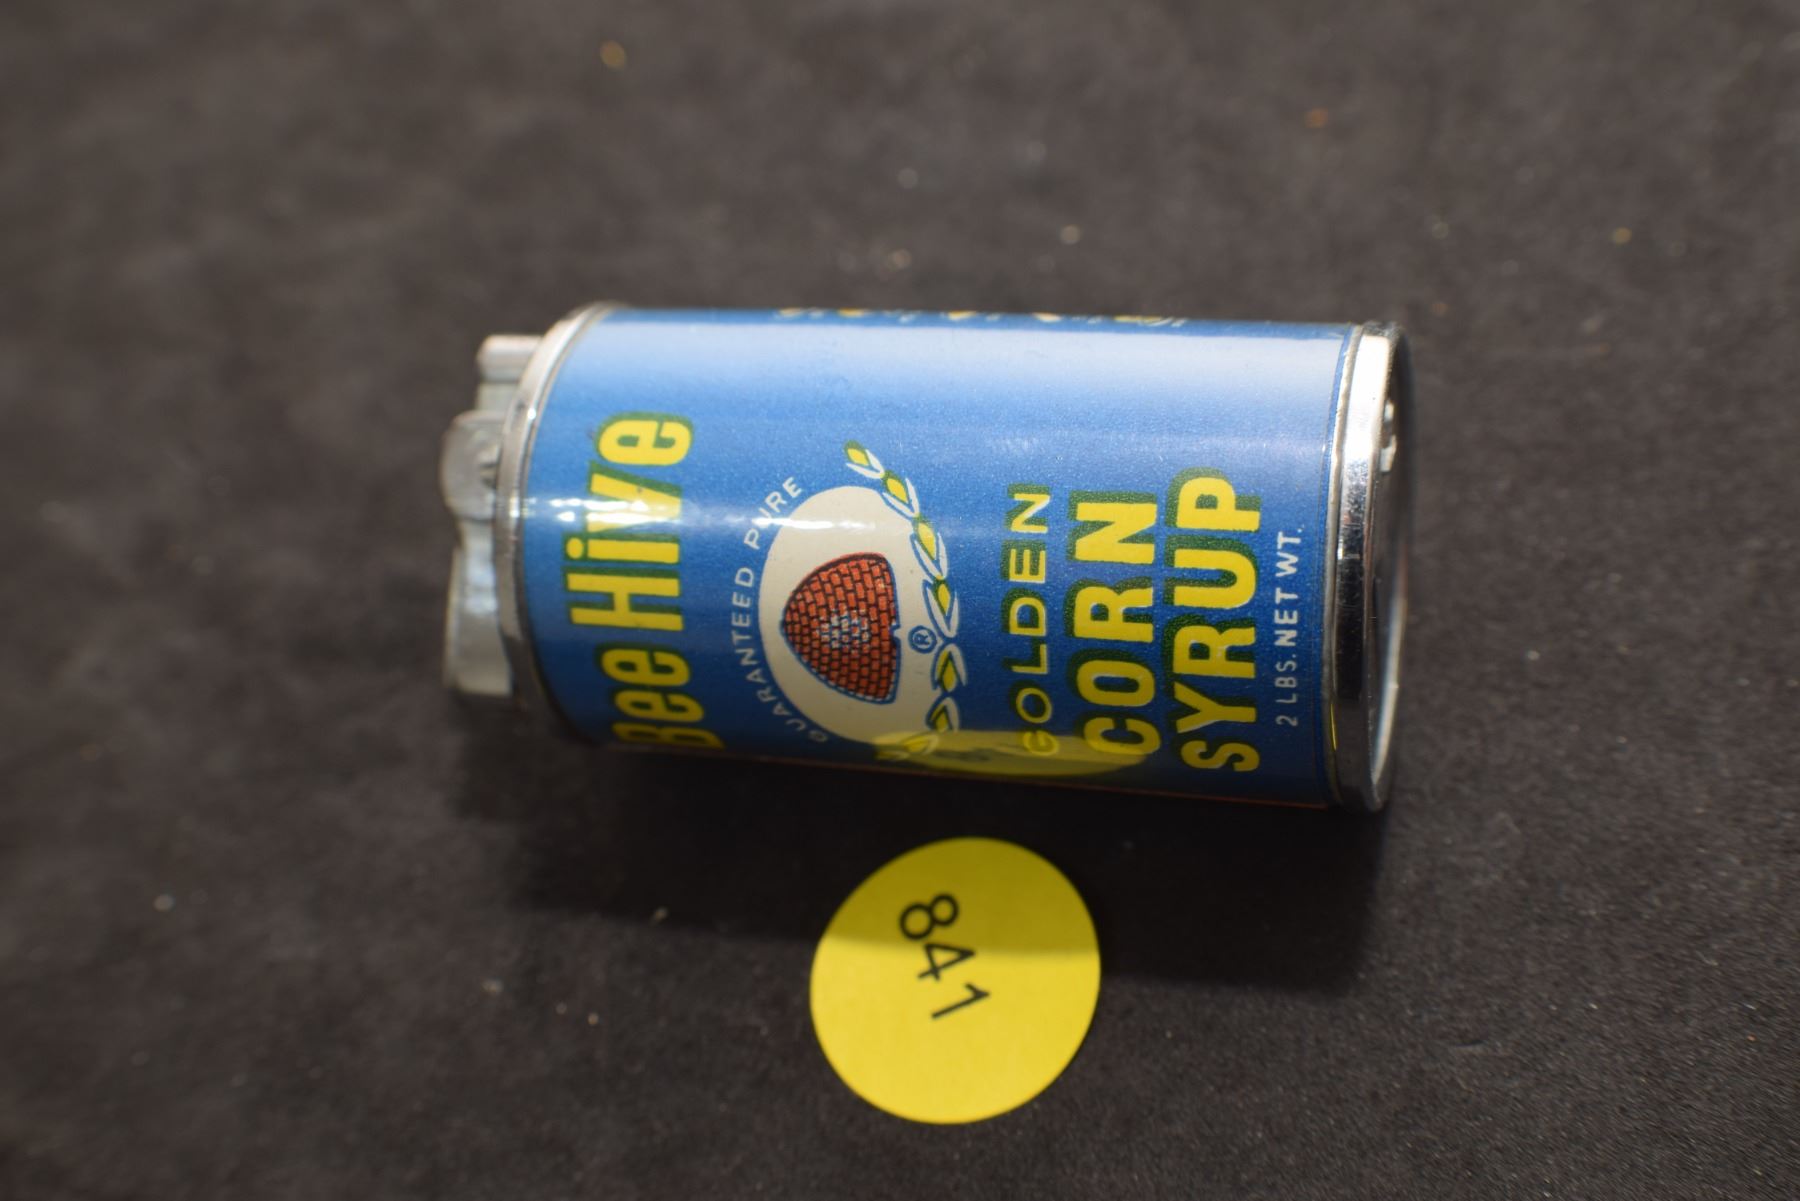 Bee Hive
GUARANTEED PURE
®
GOLDEN
CORN
SYRUP
2 LBS. NET WT.
841